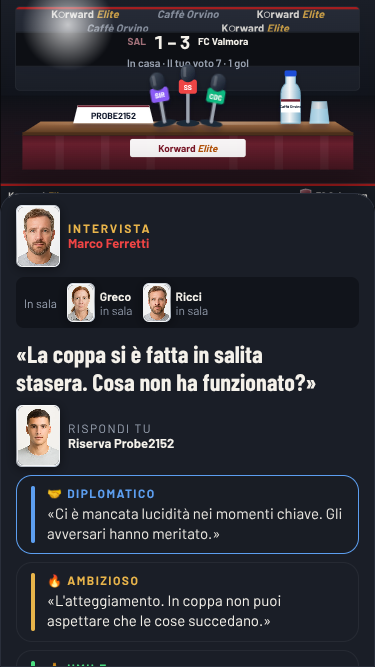 Korward Elite Caffè Orvino Korward Elite
Caffè Orvino Korward Elite
SAL 1 – 3 FC Valmora
In casa · Il tuo voto 7 · 1 gol
SIR SS CDC
Caffè Orvino
PROBE2152
Korward Elite
INTERVISTA
Marco Ferretti
In sala
Greco
in sala
Ricci
in sala
«La coppa si è fatta in salita
stasera. Cosa non ha funzionato?»
RISPONDI TU
Riserva Probe2152
🤝 DIPLOMATICO
«Ci è mancata lucidità nei momenti chiave. Gli
avversari hanno meritato.»
🔥 AMBIZIOSO
«L'atteggiamento. In coppa non puoi
aspettare che le cose succedano.»